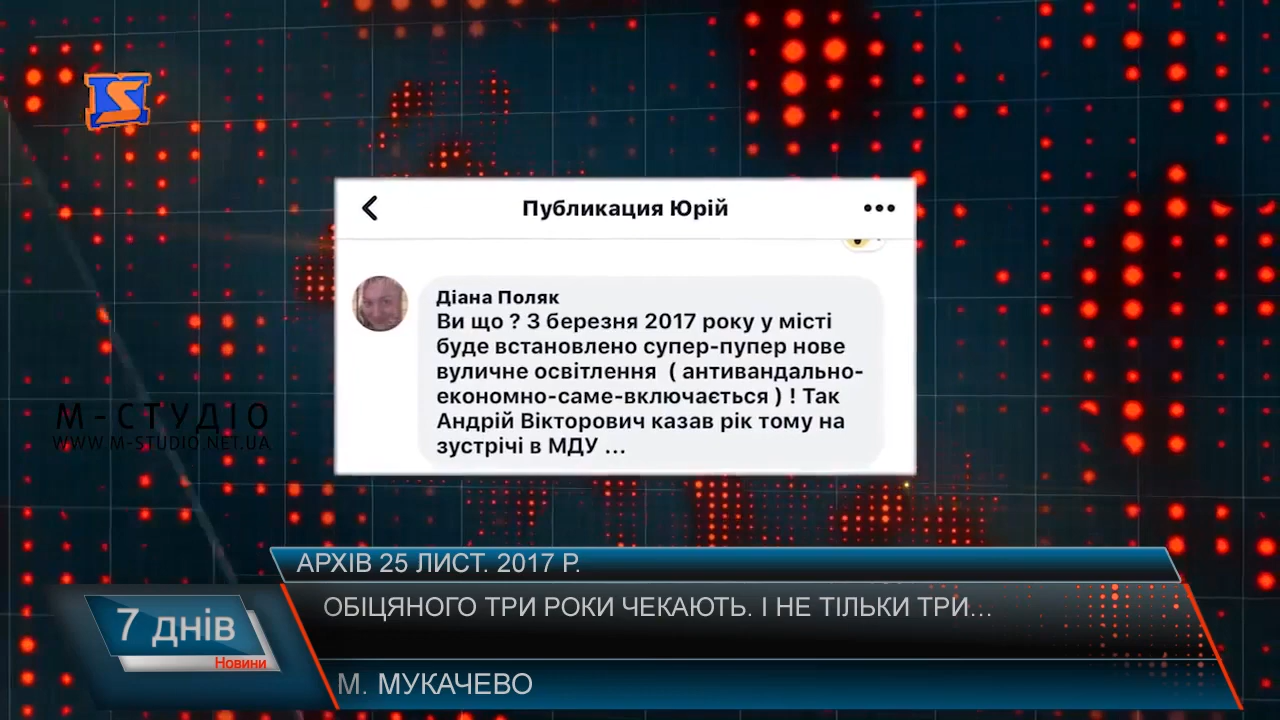 Публикация Юрій
Діана Поляк
Ви що ? З березня 2017 року у місті
буде встановлено супер-пупер нове
вуличне освітлення ( антивандально-
економно-саме-включається ) ! Так
Андрій Вікторович казав рік тому на
зустрічі в МДУ ...
М-СТУДІО
WWW.M-STUDIO.NET.UA
АРХІВ 25 ЛИСТ. 2017 Р.
ОБІЦЯНОГО ТРИ РОКИ ЧЕКАЮТЬ. І НЕ ТІЛЬКИ ТРИ...
7 днів
Новини
М. МУКАЧЕВО